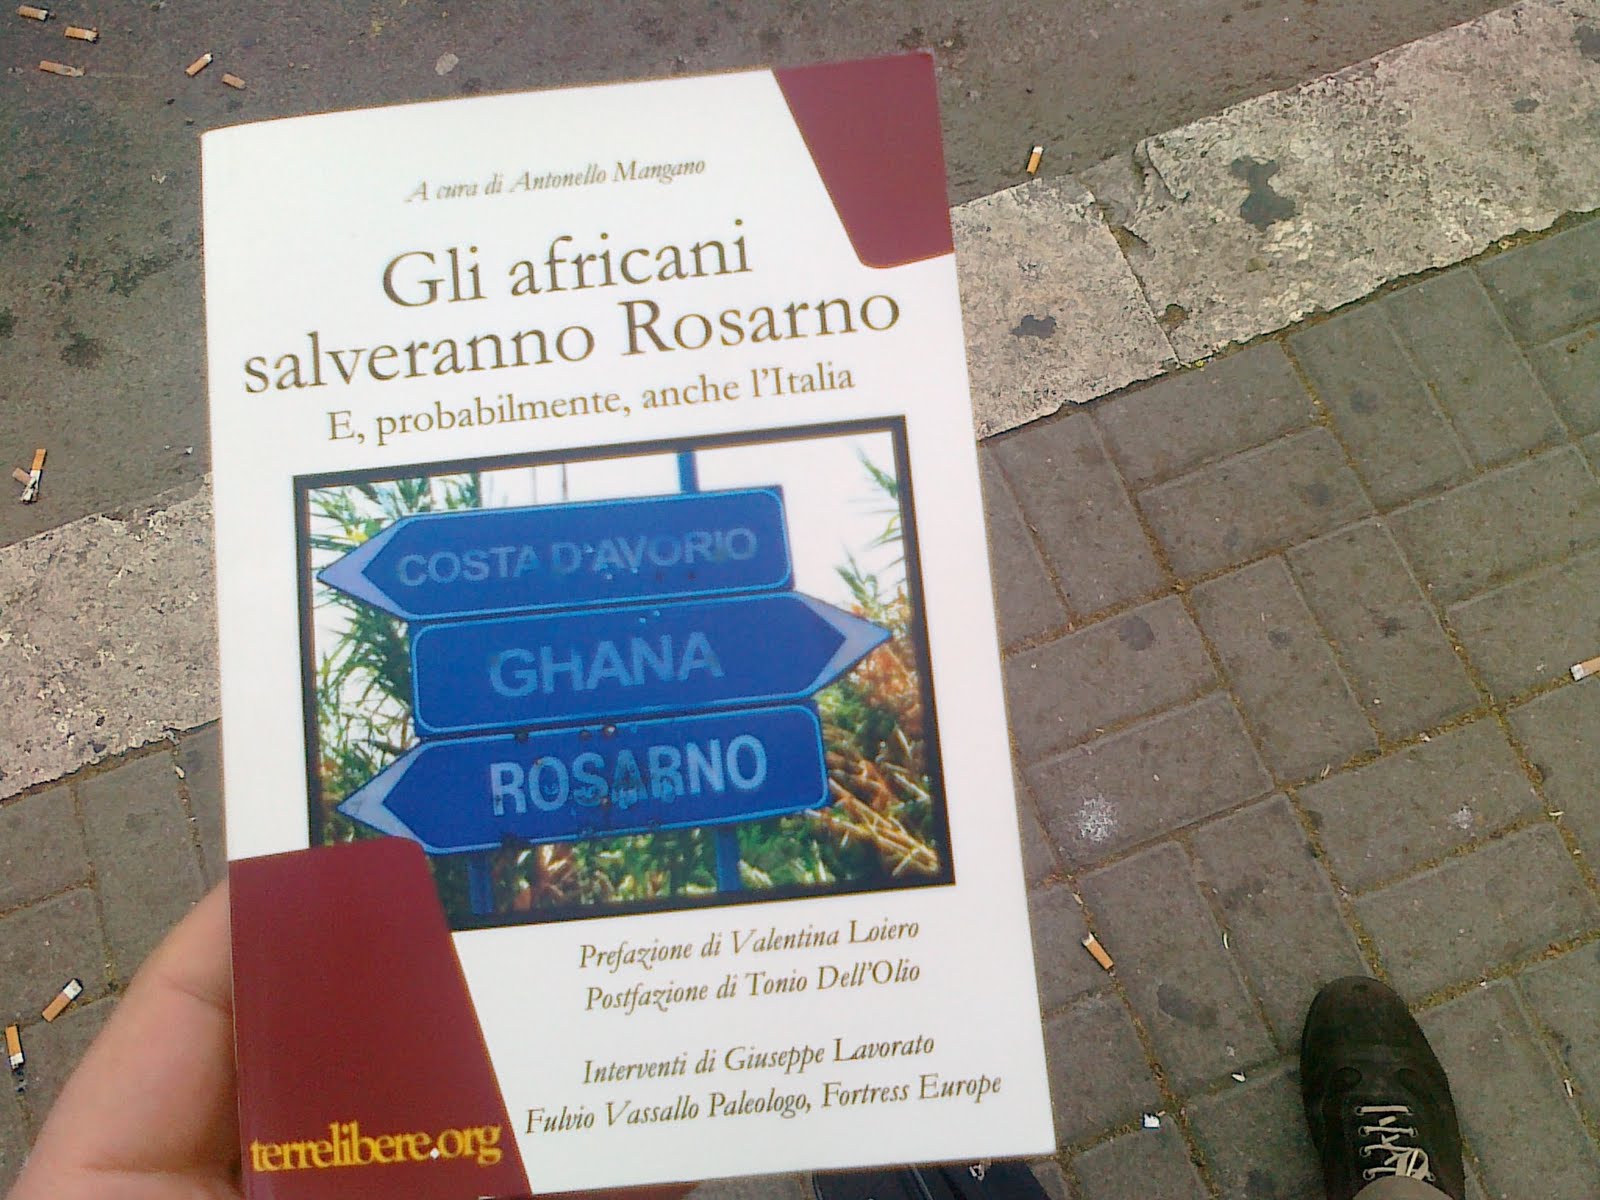 A cura di Antonello Mangano
Gli africani
salveranno Rosarno
E, probabilmente, anche l'Italia
COSTA D'AVORIO
GHANA
ROSARNO
Prefazione di Valentina Loiero
Postfazione di Tonio Dell'Olio
Interventi di Giuseppe Lavorato
Fulvio Vassallo Paleologo, Fortress Europe
terrelibere.org